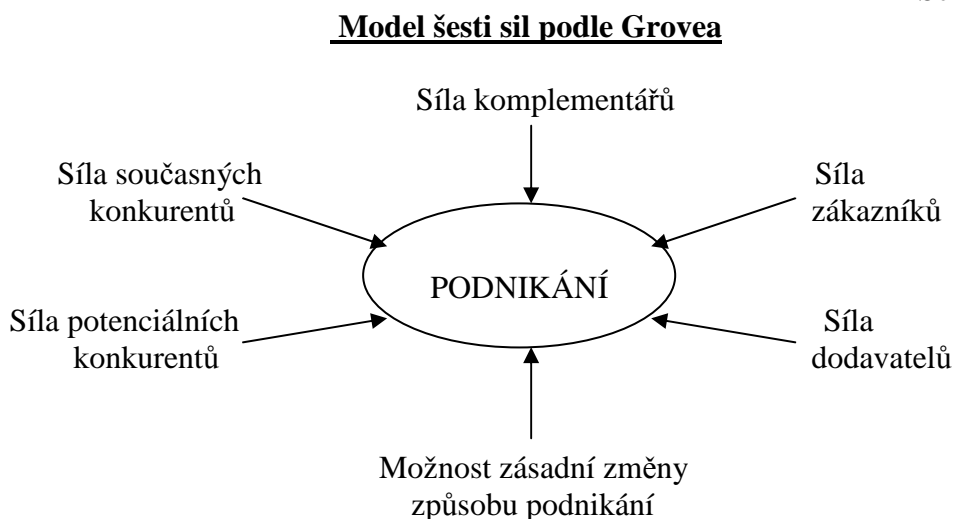 Model šesti sil podle Grovea
Síla komplementářů
Síla současných
konkurentů
Síla
zákazníků
PODNIKÁNÍ
Síla potenciálních
konkurentů
Síla
dodavatelů
Možnost zásadní změny
způsobu podnikání